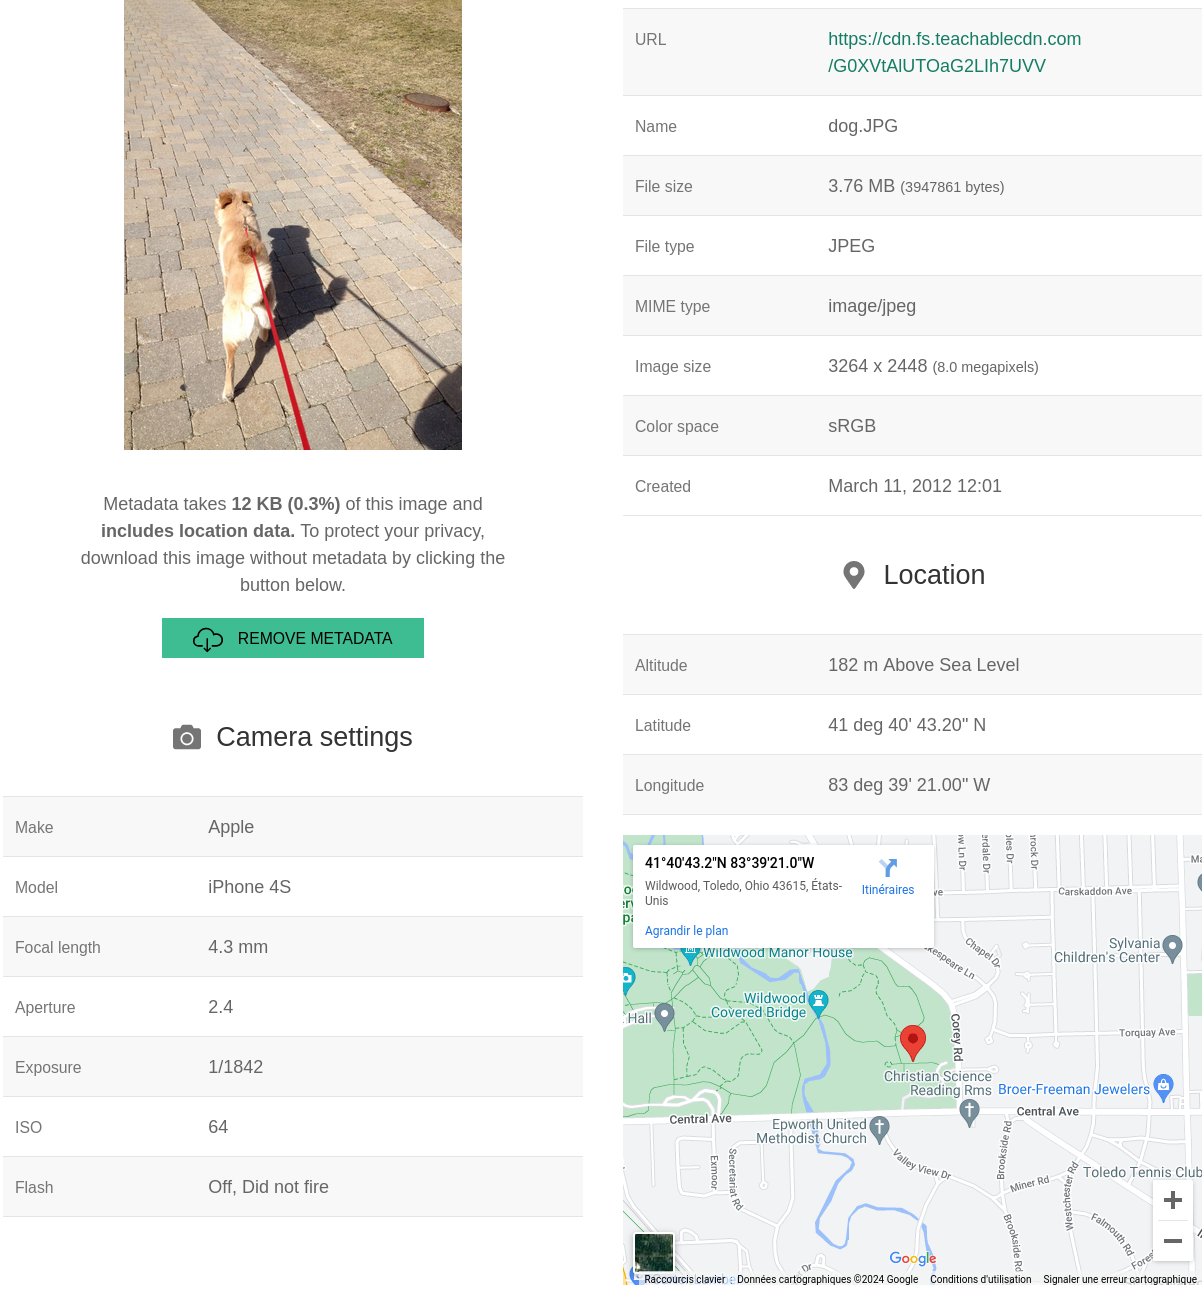 Metadata takes 12 KB (0.3%) of this image and
includes location data. To protect your privacy,
download this image without metadata by clicking the
button below.
REMOVE METADATA
Camera settings
Make Apple
Model iPhone 4S
Focal length 4.3 mm
Aperture 2.4
Exposure 1/1842
ISO 64
Flash Off, Did not fire
URL https://cdn.fs.teachablecdn.com
/G0XVtAlUTOaG2LIh7UVV
Name dog.JPG
File size 3.76 MB (3947861 bytes)
File type JPEG
MIME type image/jpeg
Image size 3264 x 2448 (8.0 megapixels)
Color space sRGB
Created March 11, 2012 12:01
Location
Altitude 182 m Above Sea Level
Latitude 41 deg 40' 43.20" N
Longitude 83 deg 39' 21.00" W
41°40'43.2"N 83°39'21.0"W
Wildwood, Toledo, Ohio 43615, États-
Unis
Itinéraires
Agrandir le plan
Carskaddon Ave
Wildwood Manor House
Chapel Dr
Sylvania
Children's Center
Wildwood
Covered Bridge
Hall
Corey Rd
Torquay Ave
Christian Science
Reading Rms
Broer-Freeman Jewelers
Central Ave
Central Ave
Epworth United
Methodist Church
Exmoor
Secretariat Rd
Valley View Dr
Brookside Rd
Miner Rd
Westchester Rd
Toledo Tennis Club
Brookside Rd
Falmouth Rd
Google
Raccourcis clavier
Données cartographiques ©2024 Google
Conditions d'utilisation
Signaler une erreur cartographique